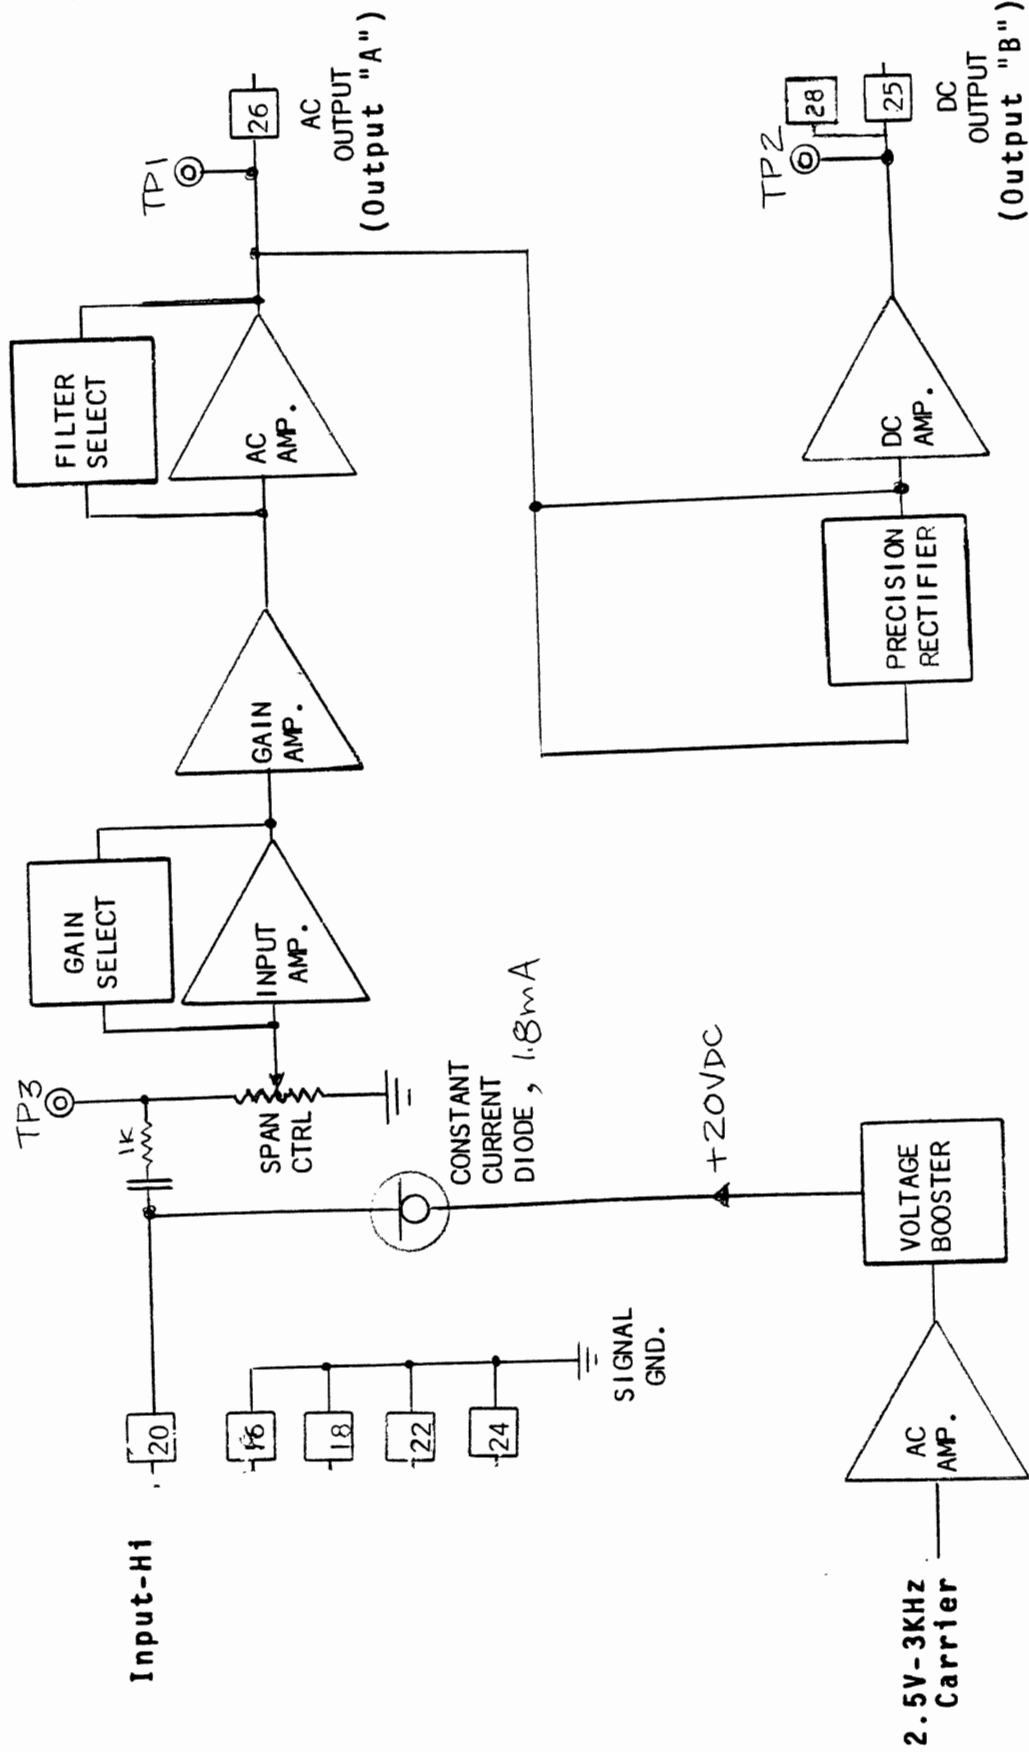 Input-Hi
20
16
18
22
24
SIGNAL
GND.
TP3
1K
SPAN
CTRL
CONSTANT
CURRENT
DIODE, 1.8mA
+20VDC
GAIN
SELECT
INPUT
AMP.
GAIN
AMP.
FILTER
SELECT
AC
AMP.
TP1
26
AC
OUTPUT
(Output "A")
2.5V-3KHz
Carrier
AC
AMP.
VOLTAGE
BOOSTER
PRECISION
RECTIFIER
DC
AMP.
TP2
28
25
DC
OUTPUT
(Output "B")